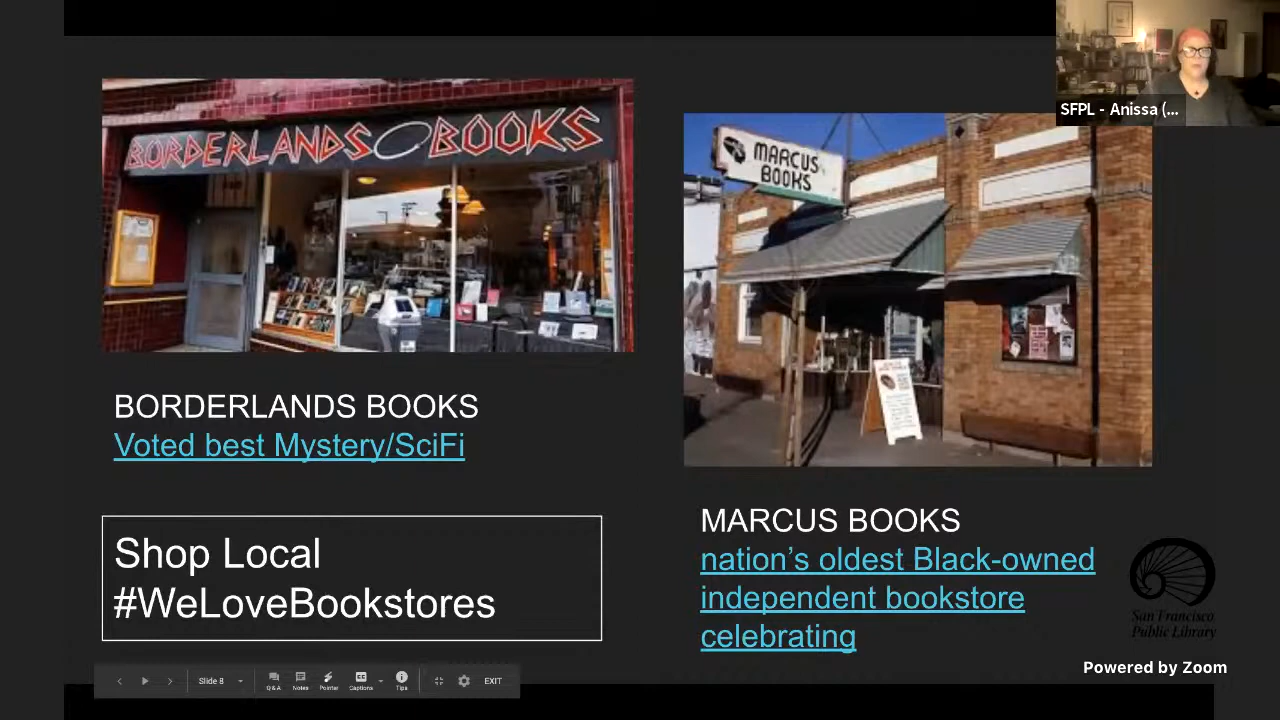 SFPL - Anissa (...
BORDERLANDS BOOKS
MARCUS
BOOKS
BORDERLANDS BOOKS
Voted best Mystery/SciFi
Shop Local
#WeLoveBookstores
MARCUS BOOKS
nation’s oldest Black-owned
independent bookstore
celebrating
San Francisco
Public Library
Powered by Zoom
Slide 8
Q&A
Notes
Pointer
Captions
Tips
EXIT